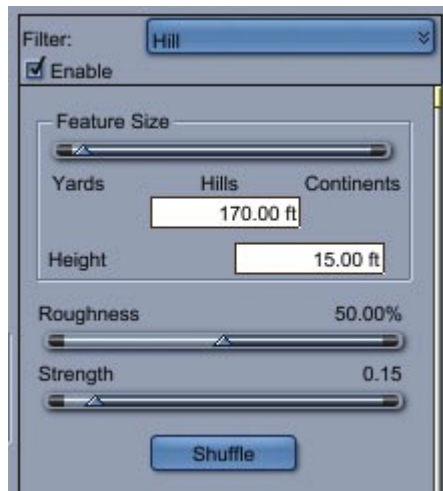 Filter: Hill
Enable
Feature Size
Yards Hills Continents
170.00 ft
Height 15.00 ft
Roughness 50.00%
Strength 0.15
Shuffle